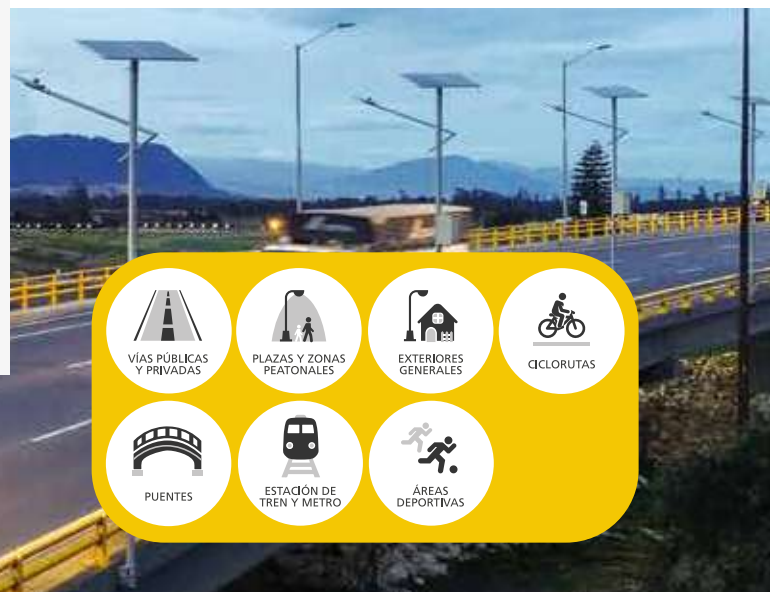 VÍAS PÚBLICAS
Y PRIVADAS
PLAZAS Y ZONAS
PEATONALES
EXTERIORES
GENERALES
CICLORUTAS
PUENTES
ESTACIÓN DE
TREN Y METRO
ÁREAS
DEPORTIVAS